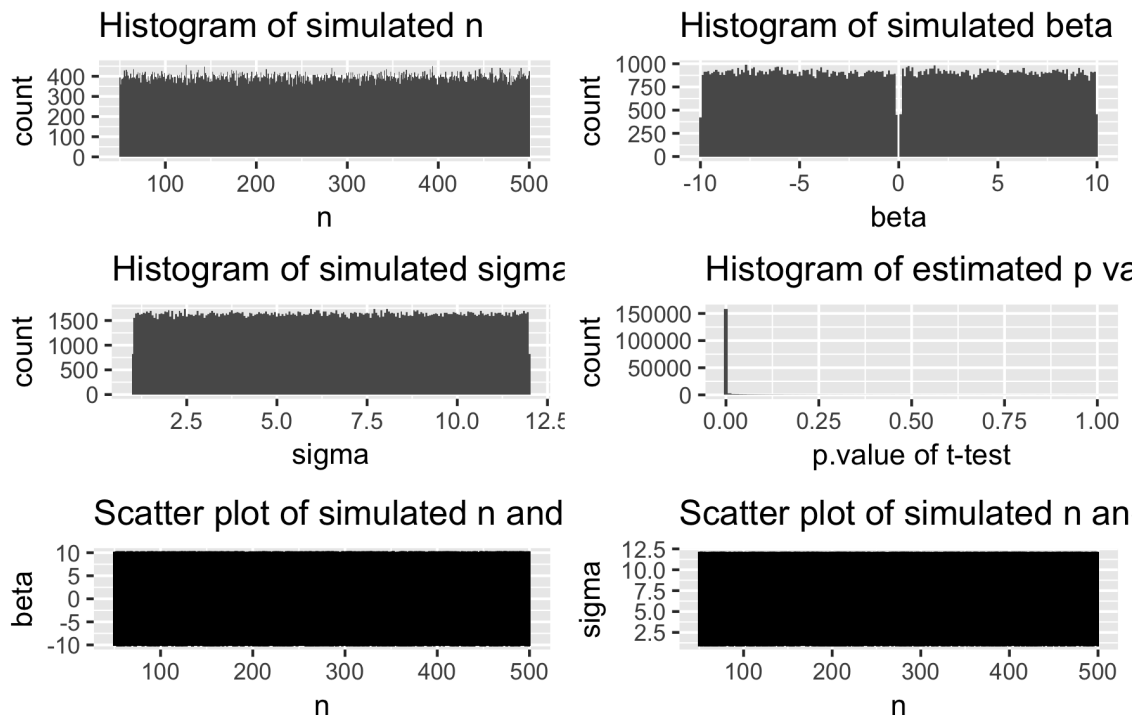 Histogram of simulated n
count
400
300
200
100
0
100 200 300 400 500
n
Histogram of simulated beta
count
1000
750
500
250
0
-10 -5 0 5 10
beta
Histogram of simulated sigma
count
1500
1000
500
0
2.5 5.0 7.5 10.0 12.5
sigma
Histogram of estimated p va
count
150000
100000
50000
0
0.00 0.25 0.50 0.75 1.00
p.value of t-test
Scatter plot of simulated n and
beta
10
5
0
-5
-10
100 200 300 400 500
n
Scatter plot of simulated n an
sigma
12.5
10.0
7.5
5.0
2.5
100 200 300 400 500
n